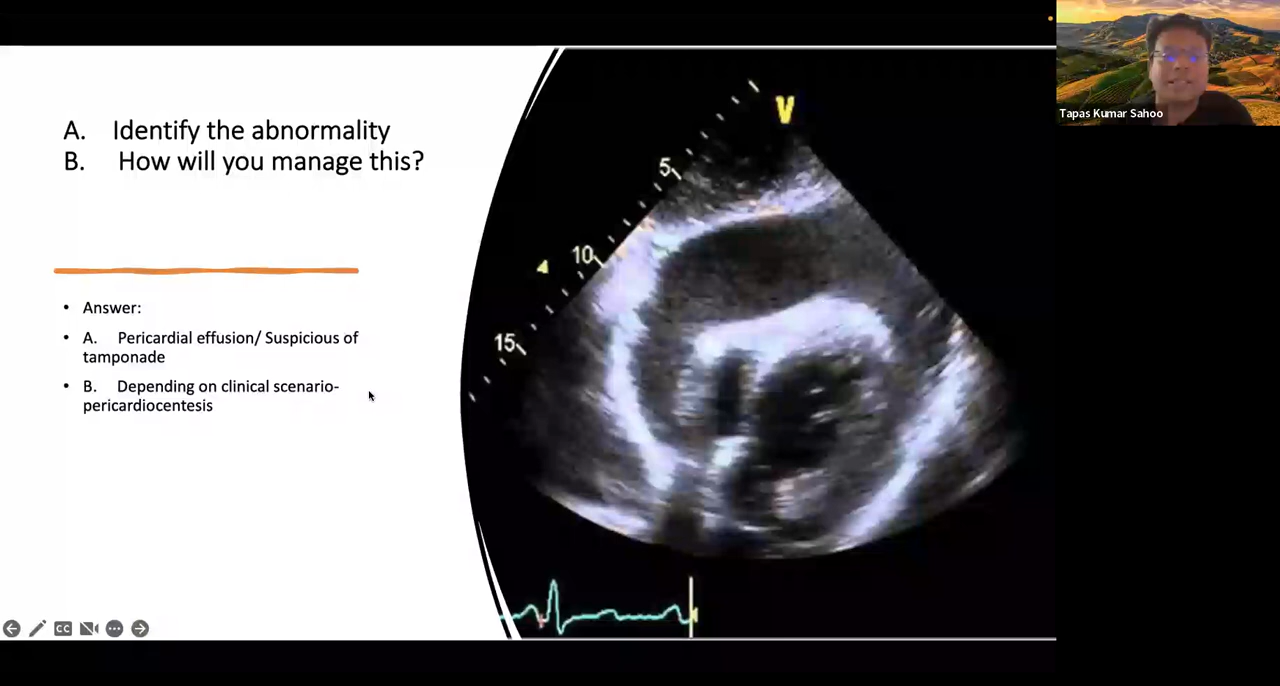 A. Identify the abnormality
B. How will you manage this?
• Answer:
• A. Pericardial effusion/ Suspicious of
tamponade
• B. Depending on clinical scenario-
pericardiocentesis
V
5
10
15
Tapas Kumar Sahoo
CC